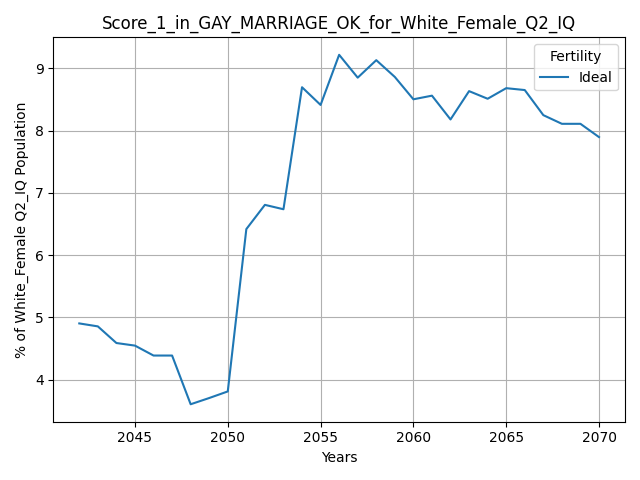 Score_1_in_GAY_MARRIAGE_OK_for_White_Female_Q2_IQ
Fertility
Ideal
% of White_Female Q2_IQ Population
9
8
7
6
5
4
2045 2050 2055 2060 2065 2070
Years